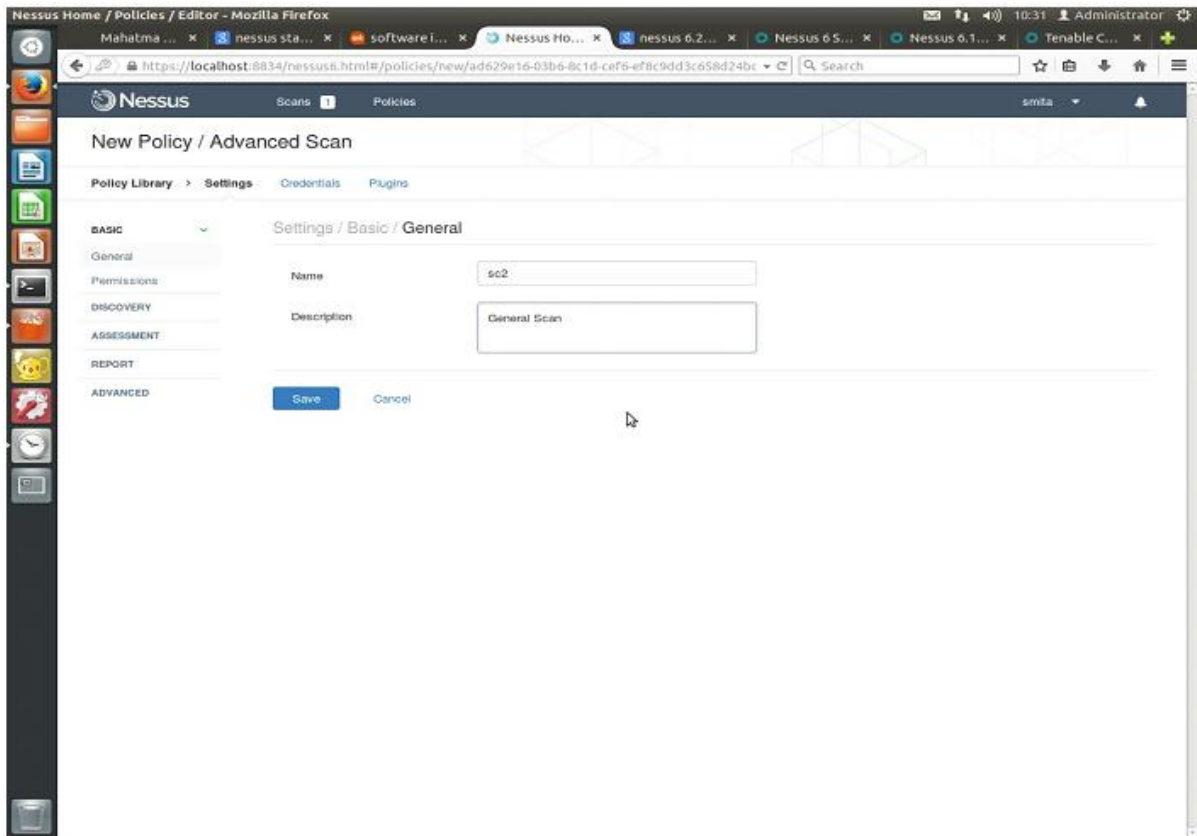 Nessus Home / Policies / Editor - Mozilla Firefox 10:31 Administrator
Mahatma ... nessus sta... software i... Nessus Ho... nessus 6.2... Nessus 6 S... Nessus 6.1... Tenable C...
https://localhost:8834/nessus6.html#/policies/new/ad629e16-03b6-8c1d-cef6-ef8c9dd3c658d24bc Search
Nessus Scans 1 Policies smita
New Policy / Advanced Scan
Policy Library > Settings Credentials Plugins
BASIC
Settings / Basic / General
General
Permissions
DISCOVERY
ASSESSMENT
REPORT
ADVANCED
Name sc2
Description General Scan
Save Cancel